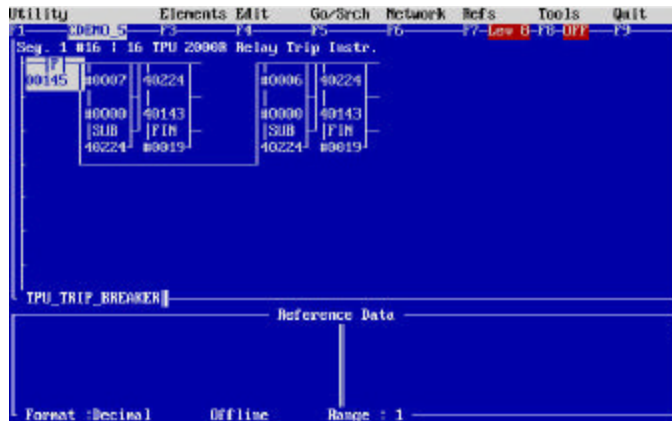 Utility Elements Edit Go/Srch Network Refs Tools Quit
F1 CDEMO_5 F3 F4 F5 F6 F7-Lev 8-F8-OFF F9
Seg. 1 #16 | 16 TPU 2000R Relay Trip Instr.
P
00145 #0007 40224 #0006 40224
#0000 40143 #0000 40143
SUB FIN SUB FIN
40224 #0019 40224 #0019
TPU_TRIP_BREAKER
Reference Data
Format :Decimal Offline Range : 1